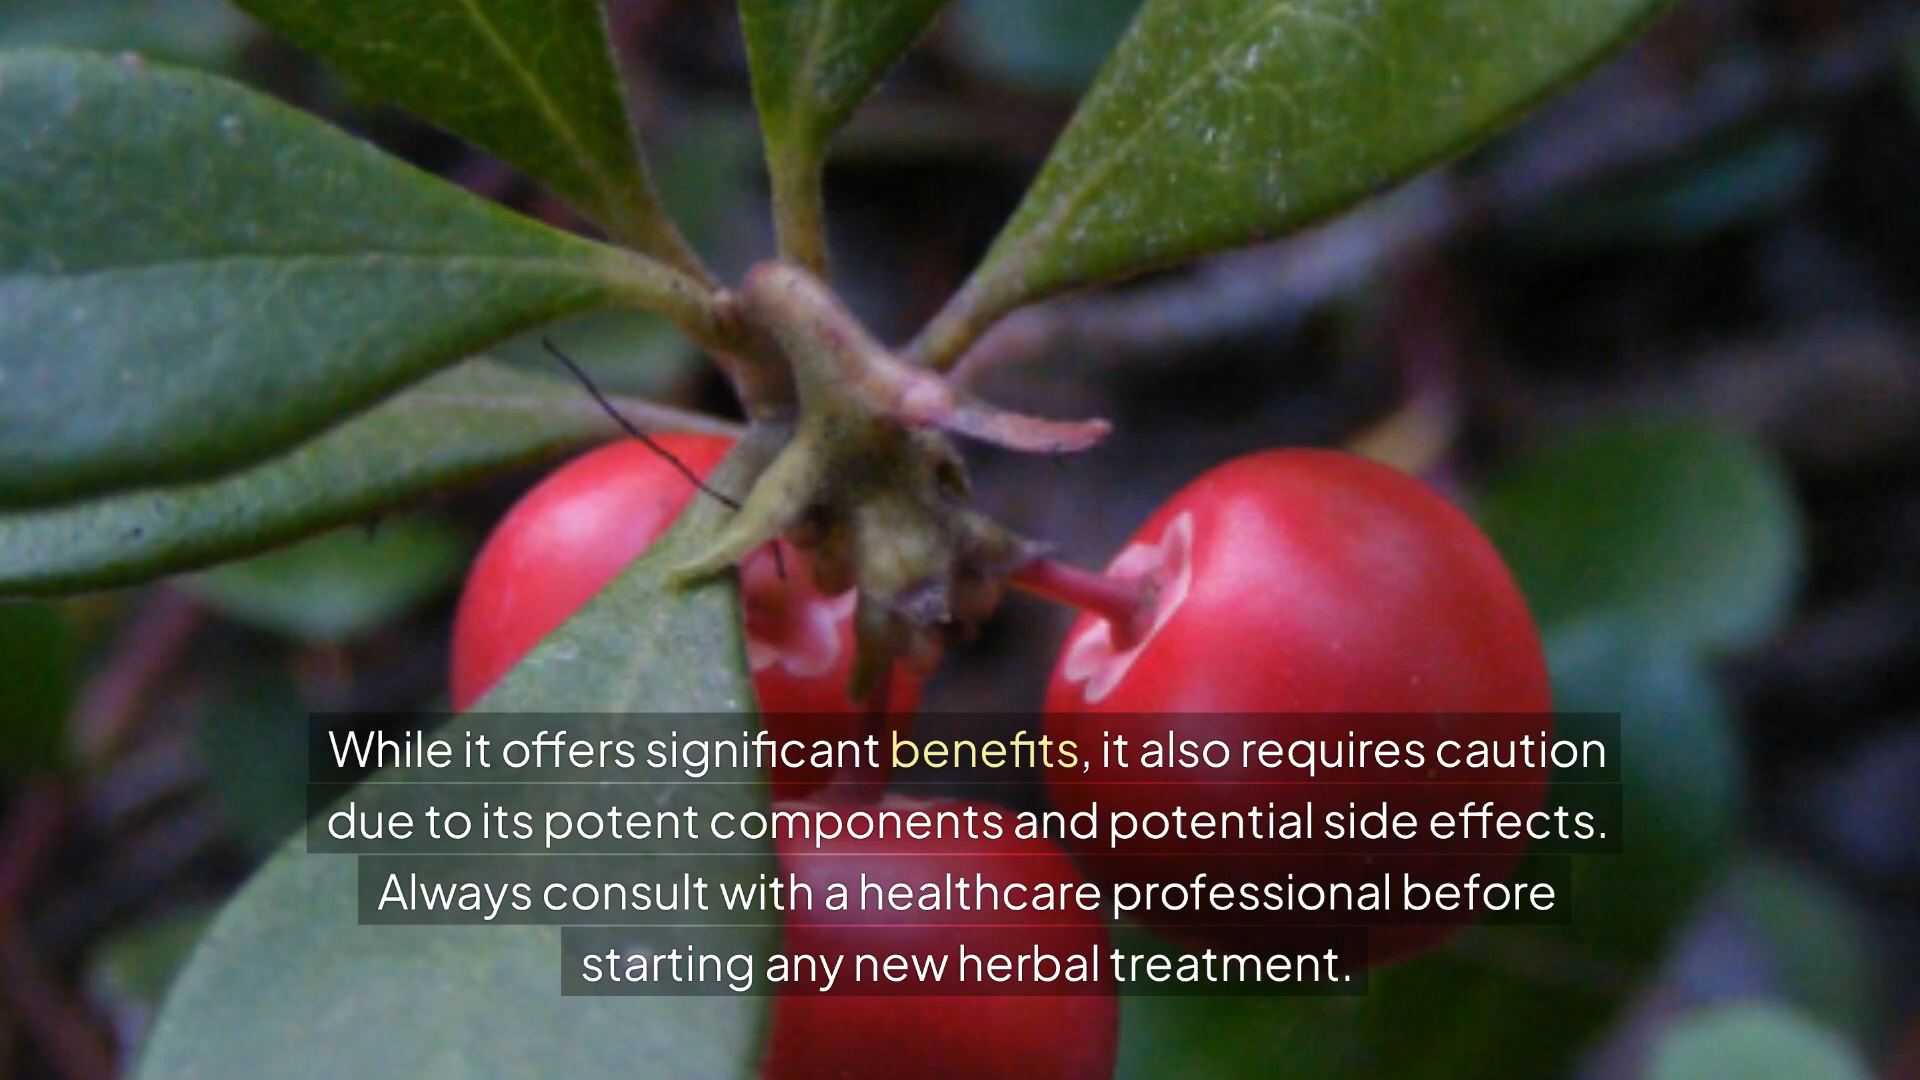 While it offers significant benefits, it also requires caution
due to its potent components and potential side effects.
Always consult with a healthcare professional before
starting any new herbal treatment.